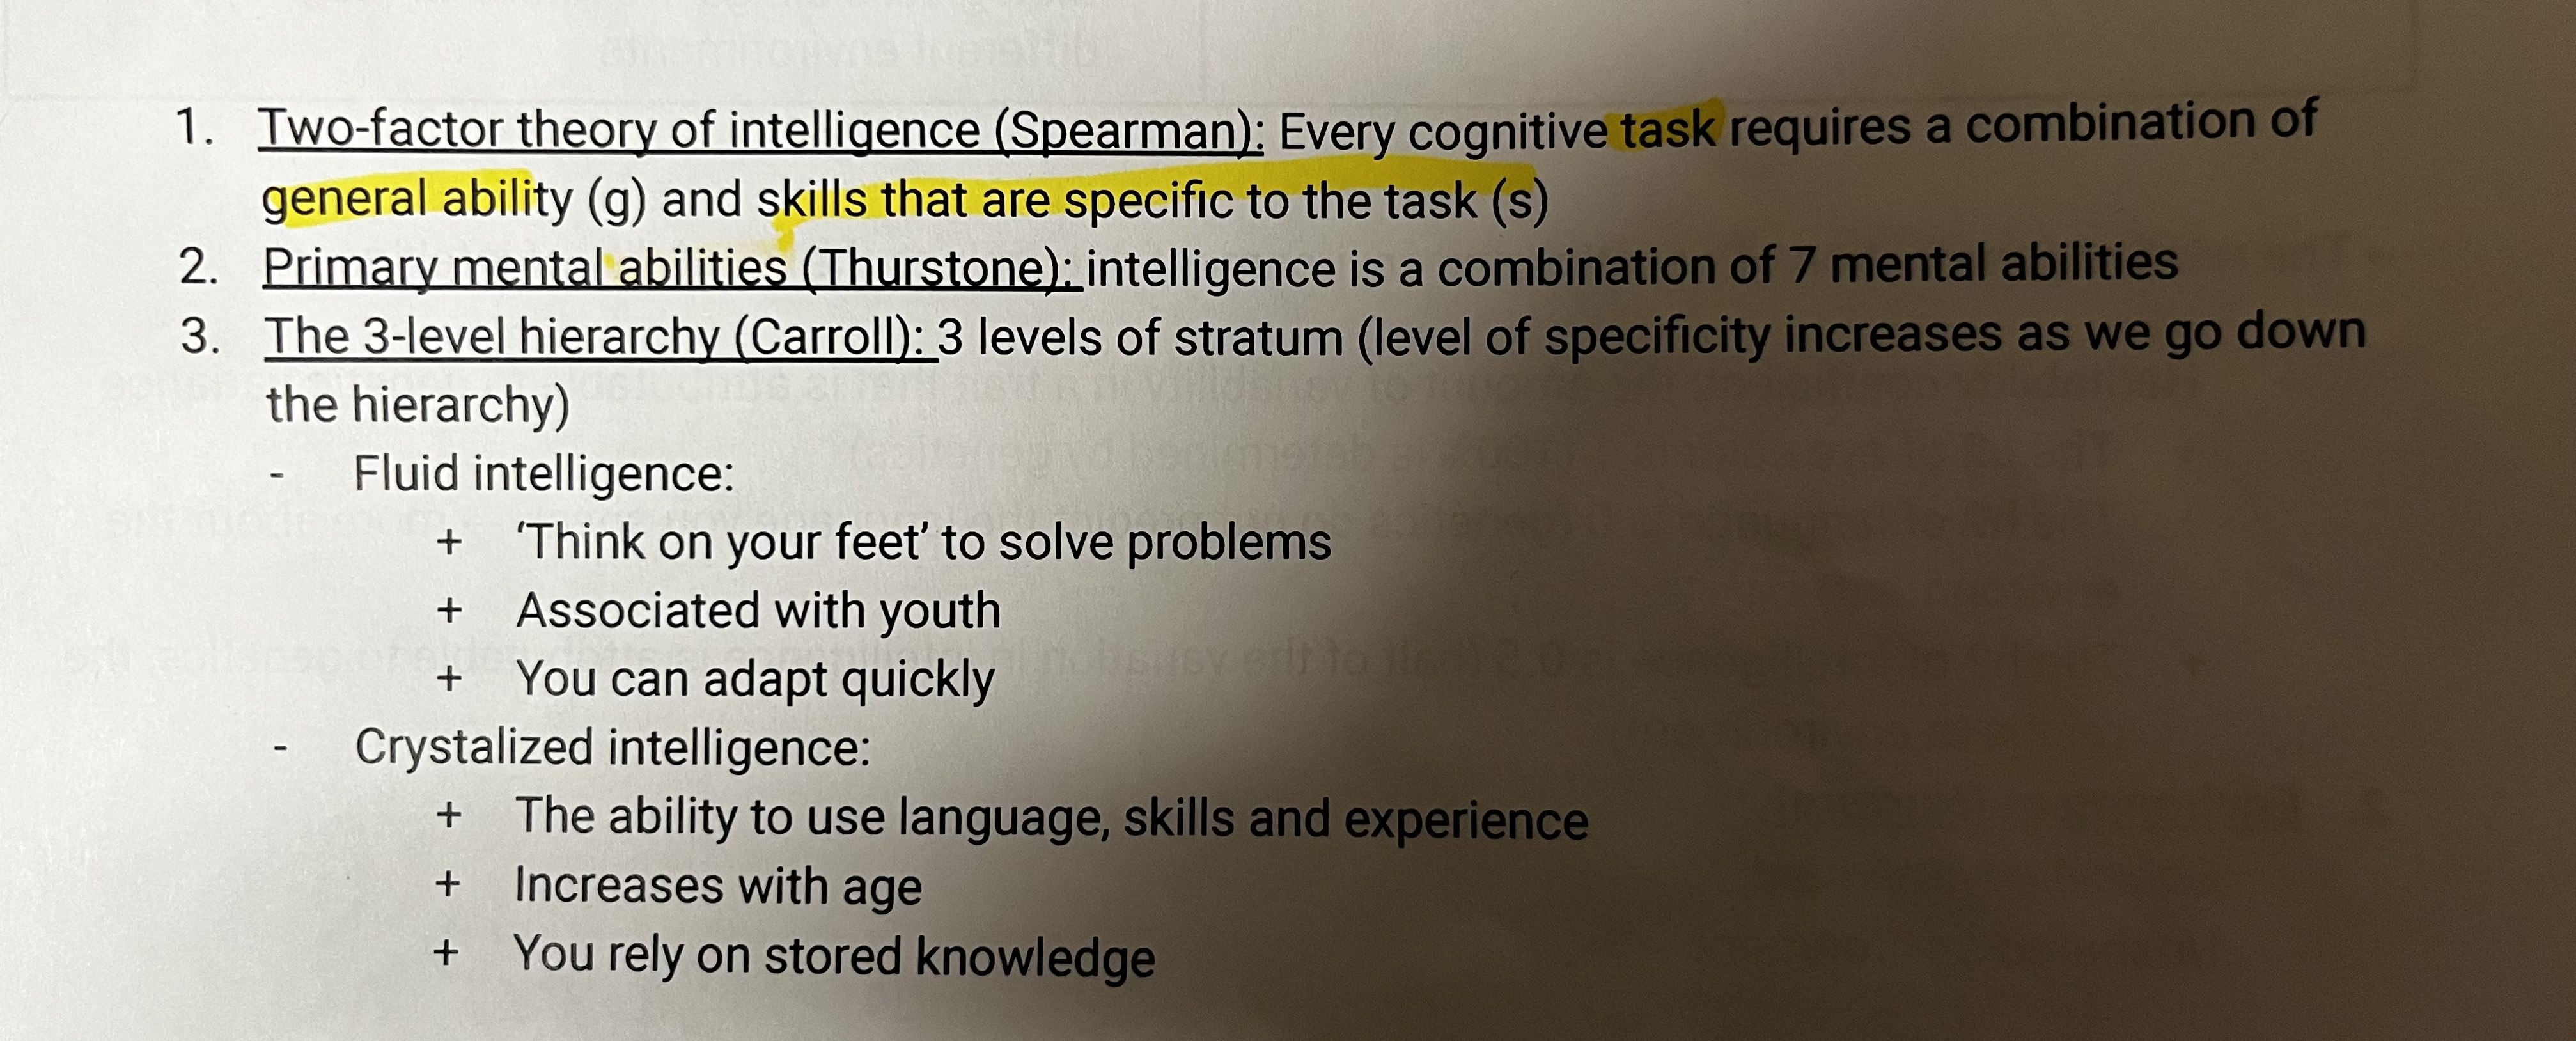 1. Two-factor theory of intelligence (Spearman): Every cognitive task requires a combination of
general ability (g) and skills that are specific to the task (s)
2. Primary mental abilities (Thurstone): intelligence is a combination of 7 mental abilities
3. The 3-level hierarchy (Carroll): 3 levels of stratum (level of specificity increases as we go down
the hierarchy)
- Fluid intelligence:
+ ‘Think on your feet’ to solve problems
+ Associated with youth
+ You can adapt quickly
- Crystalized intelligence:
+ The ability to use language, skills and experience
+ Increases with age
+ You rely on stored knowledge